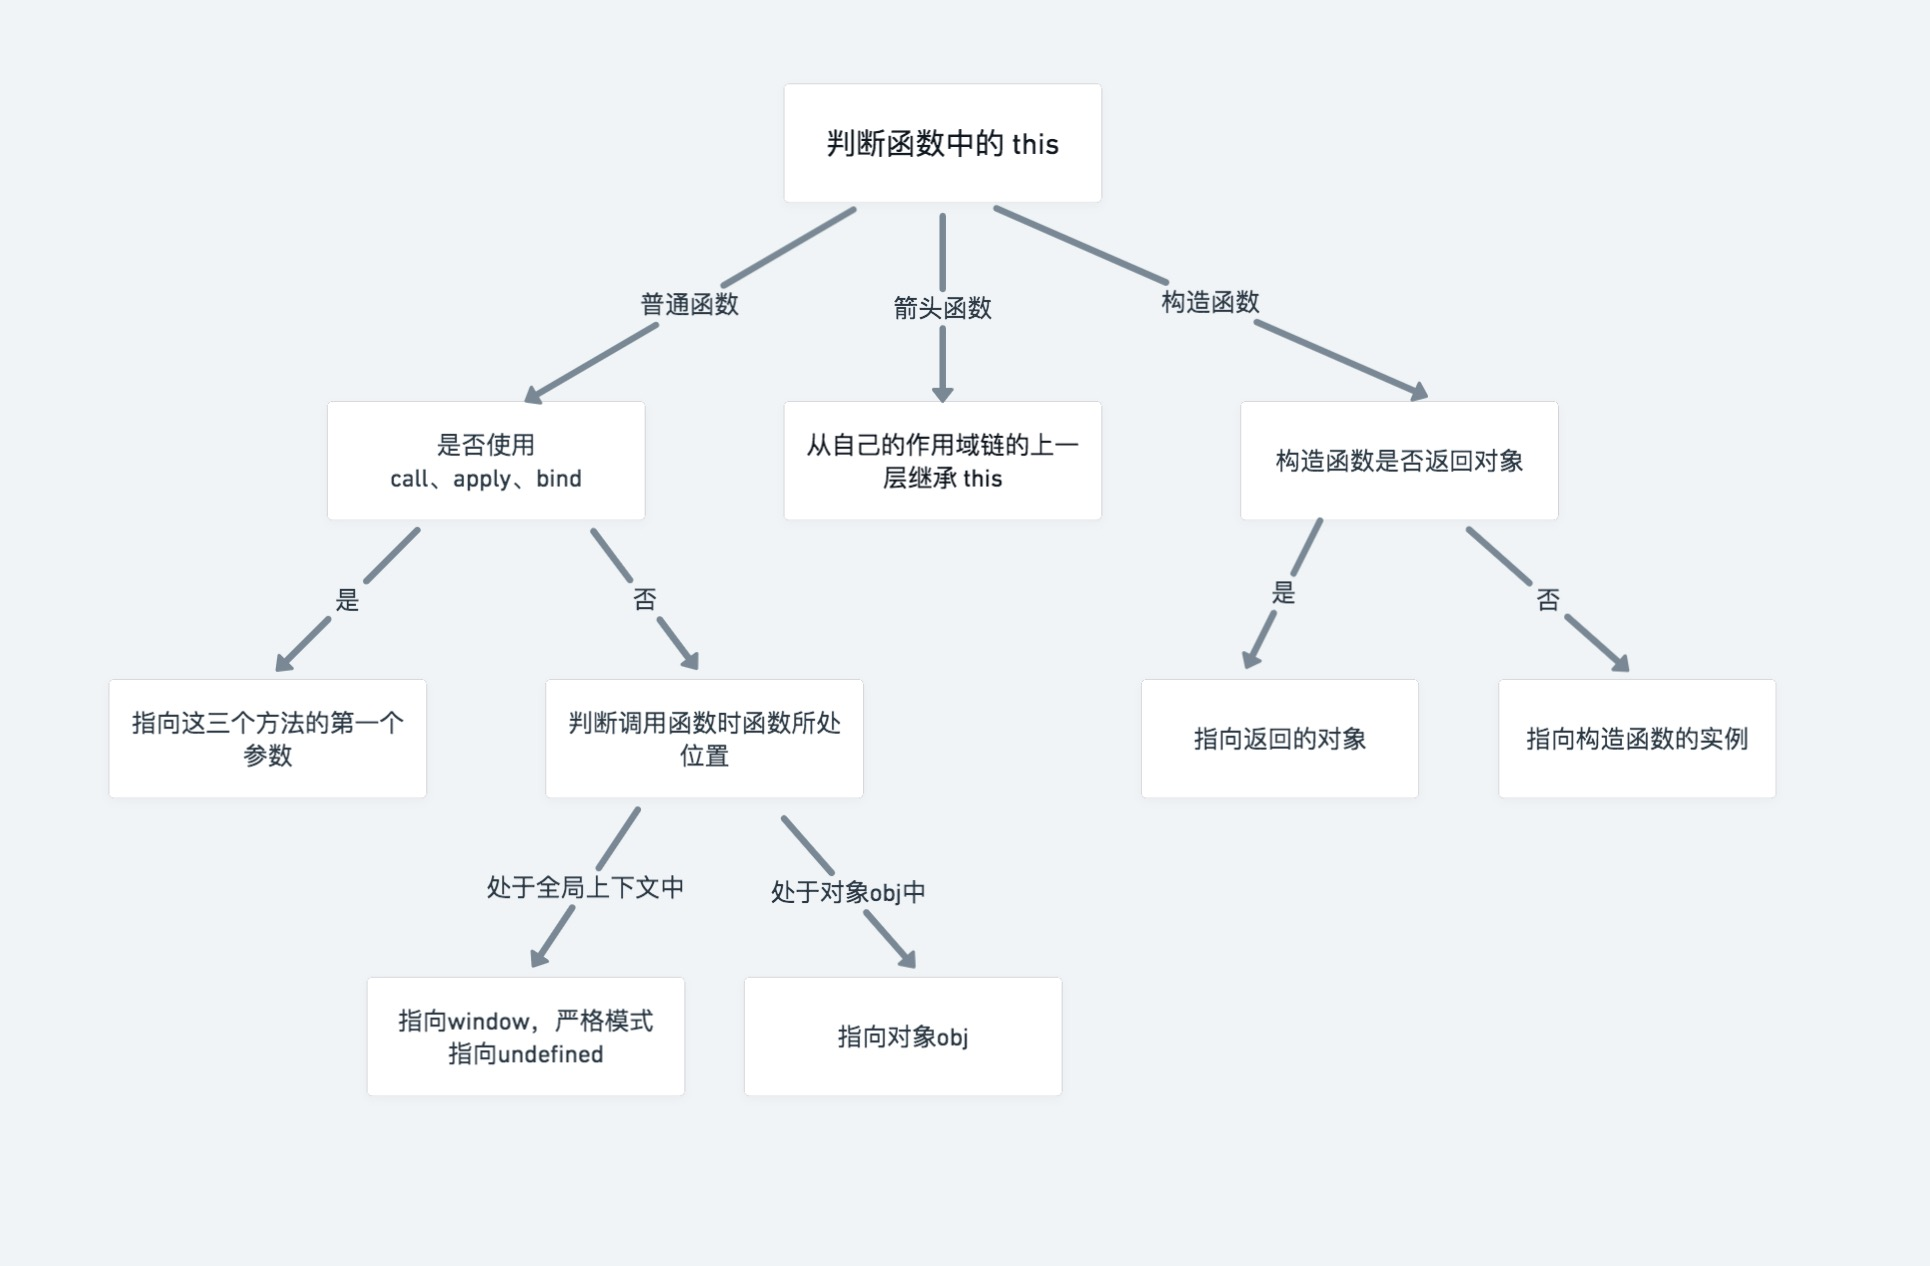 判断函数中的 this
普通函数
箭头函数
构造函数
是否使用
call、apply、bind
从自己的作用域链的上一
层继承 this
构造函数是否返回对象
是
否
是
否
指向这三个方法的第一个
参数
判断调用函数时函数所处
位置
指向返回的对象
指向构造函数的实例
处于全局上下文中
处于对象obj中
指向window，严格模式
指向undefined
指向对象obj